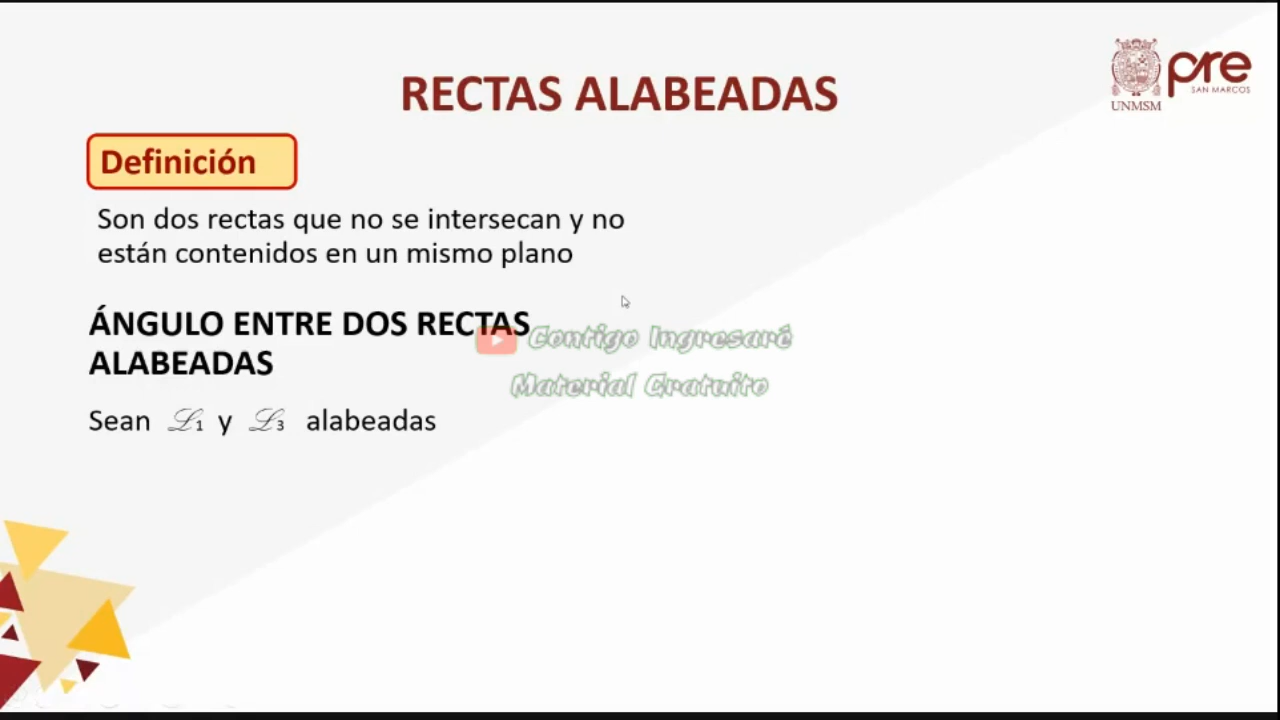 RECTAS ALABEADAS
UNMSM
pre
SAN MARCOS
Definición
Son dos rectas que no se intersecan y no
están contenidos en un mismo plano
ÁNGULO ENTRE DOS RECTAS
ALABEADAS
Contigo Ingresaré
Material Gratuito
Sean ℒ₁ y ℒ₃ alabeadas